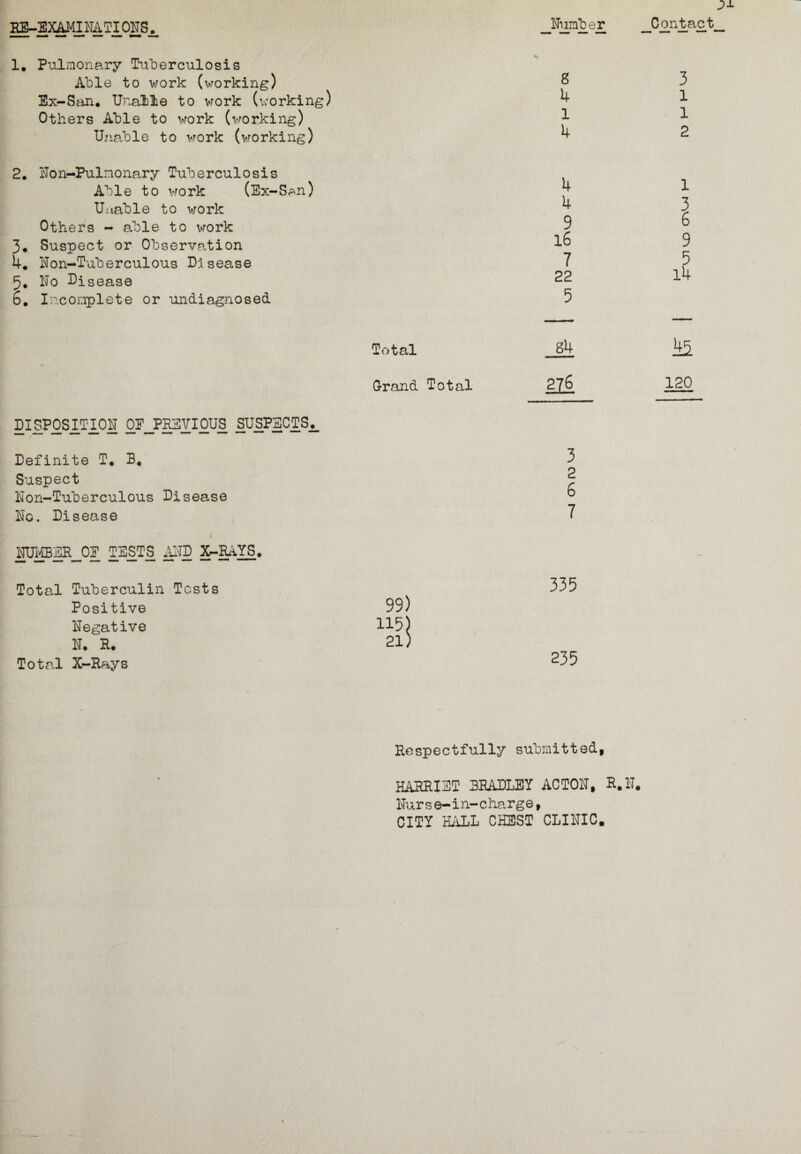 31
RE-EXAMINATIONS. Number Contact
1. Pulmonary Tuberculosis
Able to work (working) 8 3
Ex-San. Unable to work (working) 4 1
Others Able to work (working) 1 1
Unable to work (working) 4 2
2. Non-Pulmonary Tuberculosis
Able to work (Ex-San) 4 1
Unable to work 4 3
Others - able to work 9 6
3. Suspect or Observation 16 9
4. Non-Tuberculous Disease 7 5
5. No Disease 22 14
6. Incomplete or undiagnosed 5
Total 84 45
Grand Total 276 120
DISPOSITION OF PREVIOUS SUSPECTS.
Definite T. B. 3
Suspect 2
Non-Tuberculous Disease 6
No. Disease 7
NUMBER OF TESTS AND X-RAYS.
Total Tuberculin Tests 335
Positive 99)
Negative 115)
N. R. 21)
Total X-Rays 235
Respectfully submitted,
HARRIET BRADLEY ACTON, R.N.
Nurse-in-charge,
CITY HALL CHEST CLINIC.